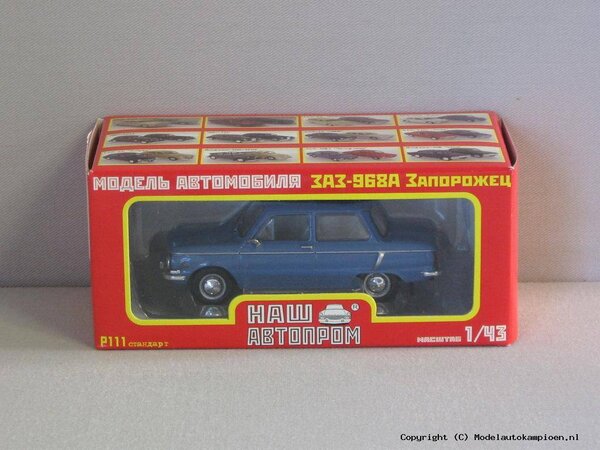 МОДЕЛЬ АВТОМОБИЛЯ ЗАЗ-968А ЗАПОРОЖЕЦ
НАШ ®
АВТОПРОМ
Р111 стандарт
МАСШТАБ 1/43
Copyright (C) Modelautokampioen.nl